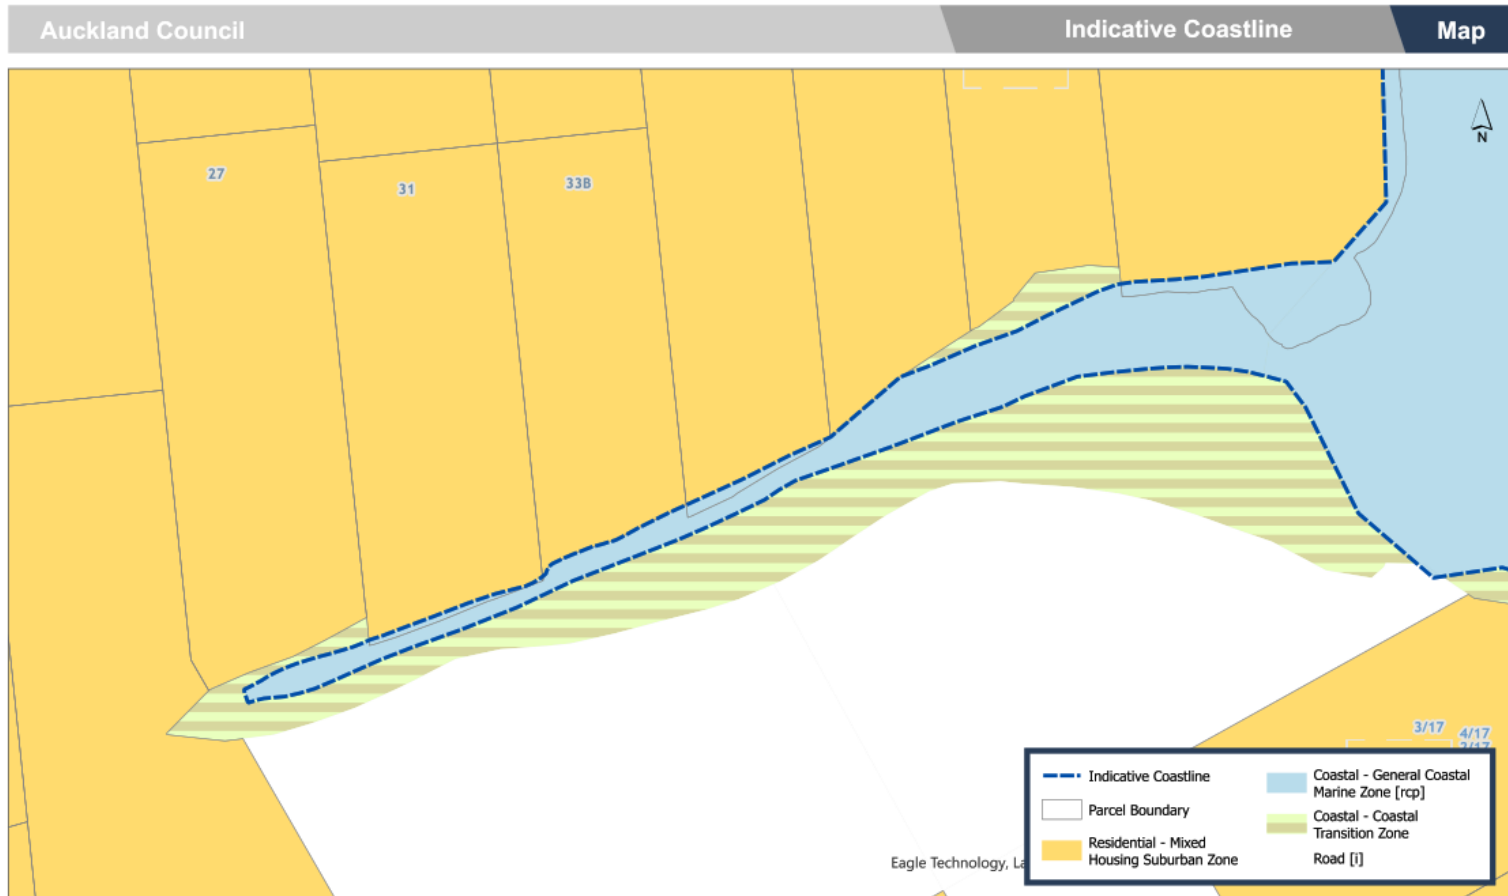 Auckland Council
Indicative Coastline
Map
N
27
31
33B
3/17
4/17
Eagle Technology,
Indicative Coastline
Parcel Boundary
Residential - Mixed
Housing Suburban Zone
Coastal - General Coastal
Marine Zone [rcp]
Coastal - Coastal
Transition Zone
Road [i]